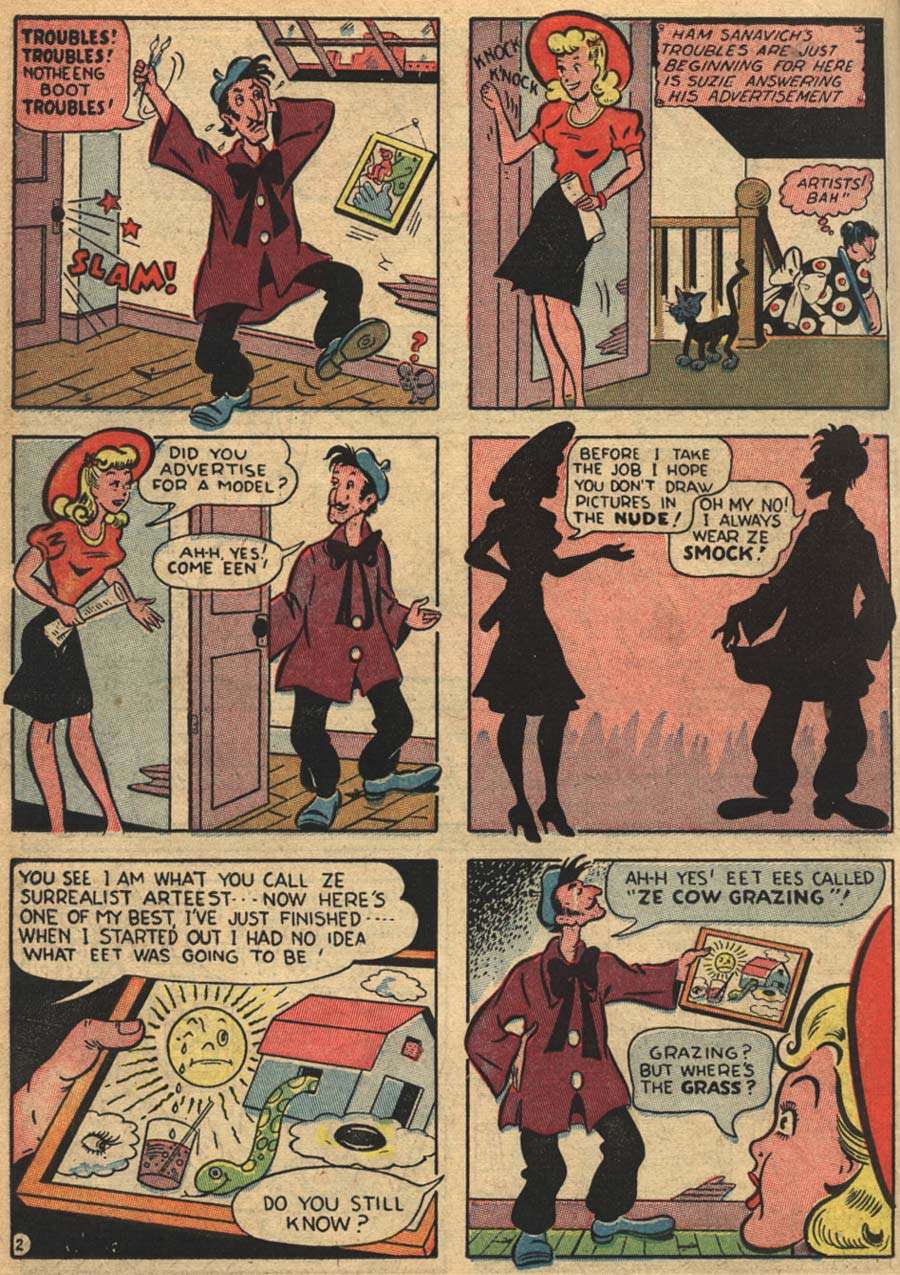 TROUBLES!
TROUBLES!
NOTHEENG
BOOT
TROUBLES!
SLAM!
?
KNOCK
K'NOCK
HAM SANAVICH'S
TROUBLES ARE JUST
BEGINNING FOR HERE
IS SUZIE ANSWERING
HIS ADVERTISEMENT
ARTISTS!
BAH"
DID YOU
ADVERTISE
FOR A MODEL?
AH-H, YES!
COME EEN!
BEFORE I TAKE
THE JOB I HOPE
YOU DON'T DRAW
PICTURES IN
THE NUDE!
OH MY NO!
I ALWAYS
WEAR ZE
SMOCK!
YOU SEE I AM WHAT YOU CALL ZE
SURREALIST ARTEEST---NOW HERE'S
ONE OF MY BEST, I'VE JUST FINISHED----
WHEN I STARTED OUT I HAD NO IDEA
WHAT EET WAS GOING TO BE!
DO YOU STILL
KNOW?
2
AH-H YES! EET EES CALLED
"ZE COW GRAZING"!
GRAZING?
BUT WHERE'S
THE GRASS?